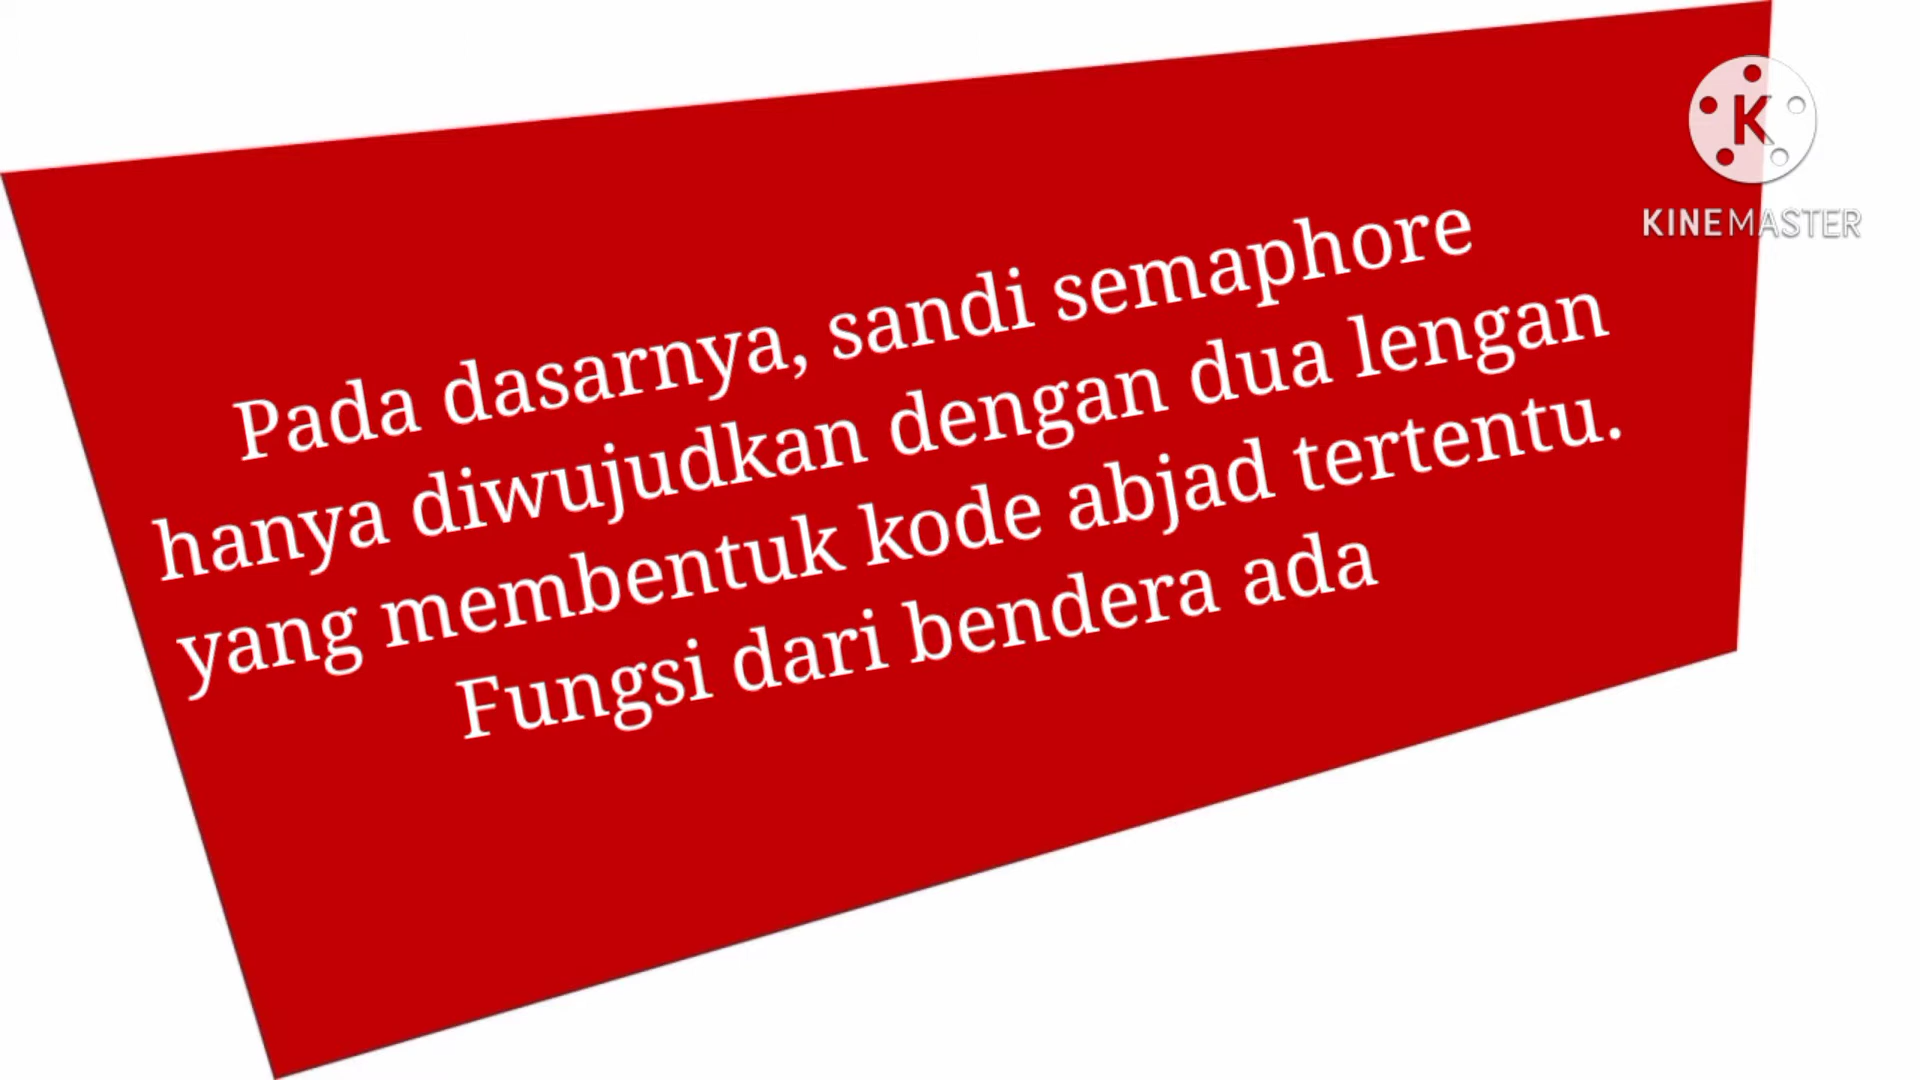 Pada dasarnya, sandi semaphore
hanya diwujudkan dengan dua lengan
yang membentuk kode abjad tertentu.
Fungsi dari bendera ada
K
KINEMASTER